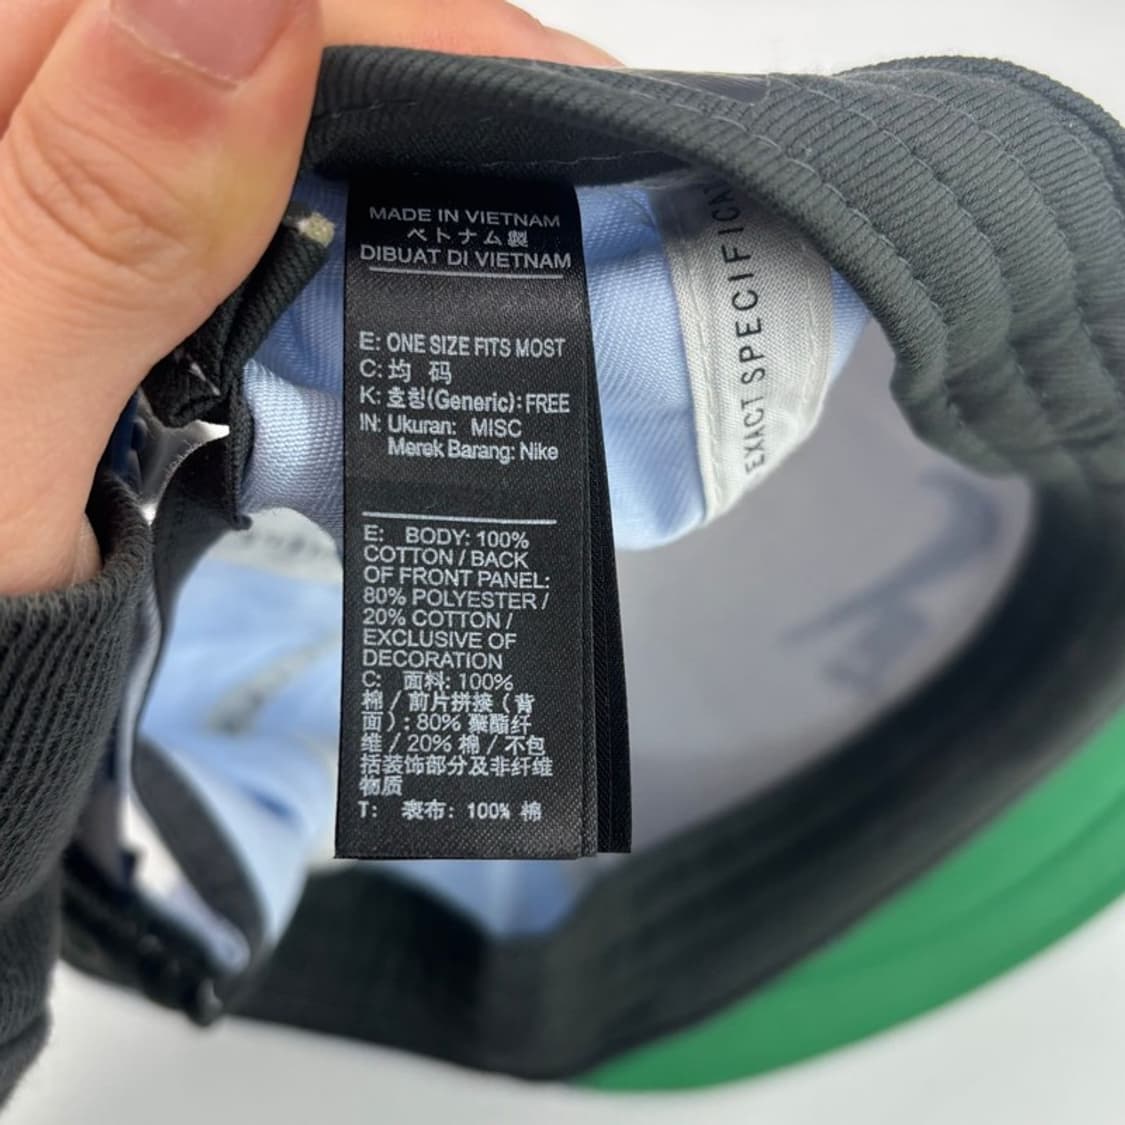 MADE IN VIETNAM
ベトナム製
DIBUAT DI VIETNAM
E: ONE SIZE FITS MOST
C: 均 码
K: 호칭(Generic): FREE
IN: Ukuran: MISC
Merek Barang: Nike
E: BODY: 100%
COTTON / BACK
OF FRONT PANEL:
80% POLYESTER /
20% COTTON /
EXCLUSIVE OF
DECORATION
C: 面料: 100%
棉 / 前片拼接 (背
面) : 80% 聚酯纤
维 / 20% 棉 / 不包
括装饰部分及非纤维
物质
T: 表布: 100% 棉
EXACT SPECIFICA